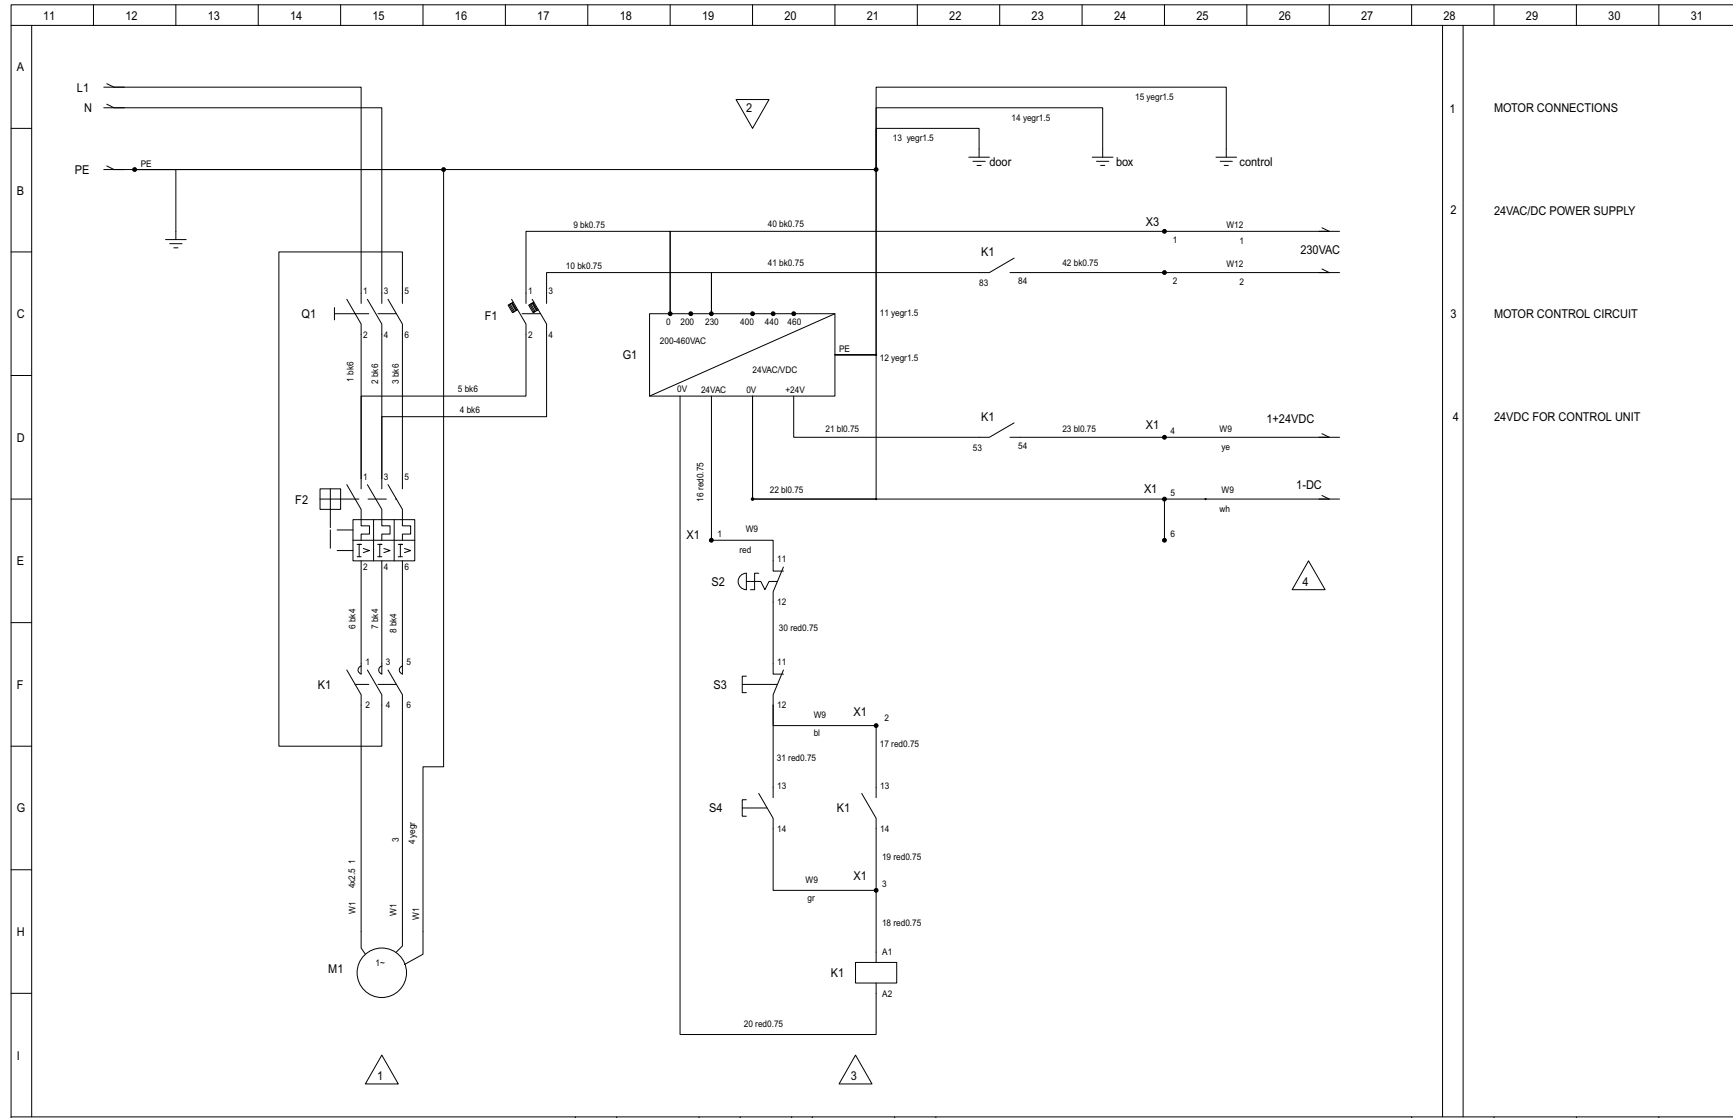 11 12 13 14 15 16 17 18 19 20 21 22 23 24 25 26 27 28 29 30 31
A
L1
N
2
15 yegr1.5
14 yegr1.5
13 yegr1.5
1 MOTOR CONNECTIONS
PE PE
door box control
B
9 bk0.75 40 bk0.75 X3 W12
1 1
230VAC
2 24VAC/DC POWER SUPPLY
10 bk0.75 41 bk0.75 K1 42 bk0.75 W12
83 84 2 2
C
1 3 5
Q1
2 4 6
1 3
F1
2 4
0 200 230 400 440 460
200-460VAC
G1
24VAC/VDC
PE
0V 24VAC 0V +24V
11 yegr1.5
12 yegr1.5
3 MOTOR CONTROL CIRCUIT
1 bk6
2 bk6
3 bk6
5 bk6
4 bk6
D
21 bl0.75 K1 23 bl0.75 X1 4 W9 1+24VDC
53 54 ye
4 24VDC FOR CONTROL UNIT
16 red0.75
1 3 5
F2
I> I> I>
2 4 6
22 bl0.75 X1 5 W9 1-DC
wh
6
E
X1 1 W9
red
11
S2
12
4
30 red0.75
6 bk4
7 bk4
8 bk4
F
1 3 5
K1
2 4 6
11
S3
12
W9 X1 2
bl
17 red0.75
31 red0.75
G
13 13
S4 K1
14 14
19 red0.75
W9 X1 3
gr
18 red0.75
4x2.5 1
3
4 yegr
H
W1 W1 W1
M1 1~
A1
K1
A2
20 red0.75
I
1
3